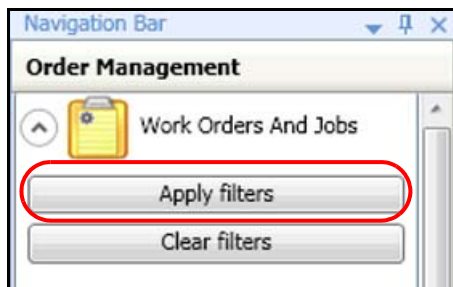 Navigation Bar
Order Management
Work Orders And Jobs
Apply filters
Clear filters